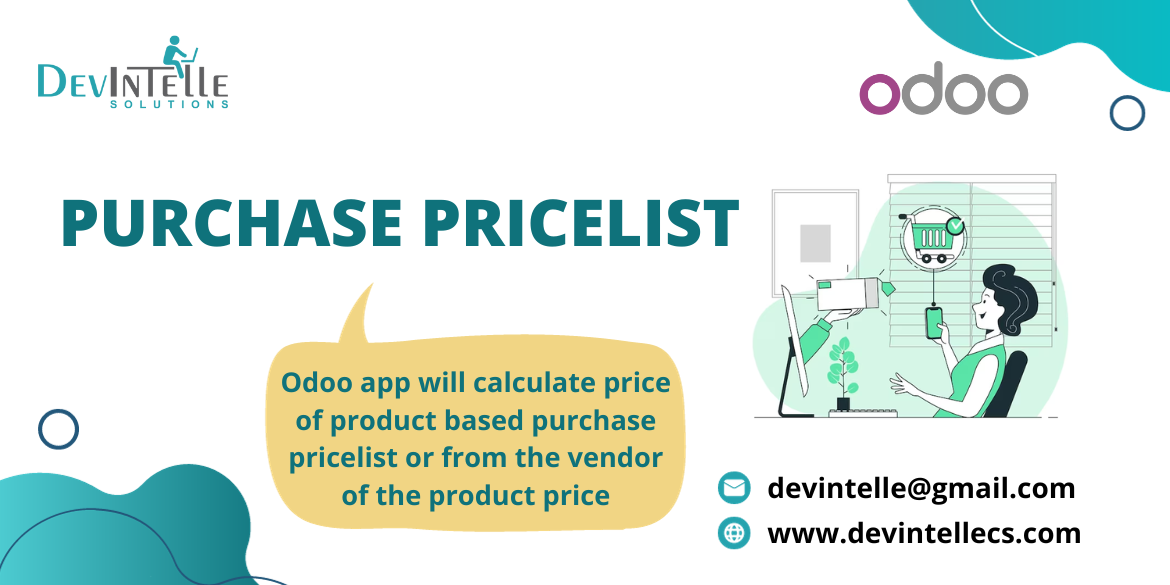 DEVINTELLE
SOLUTIONS
odoo
PURCHASE PRICELIST
Odoo app will calculate price
of product based purchase
pricelist or from the vendor
of the product price
devintelle@gmail.com
www.devintellecs.com